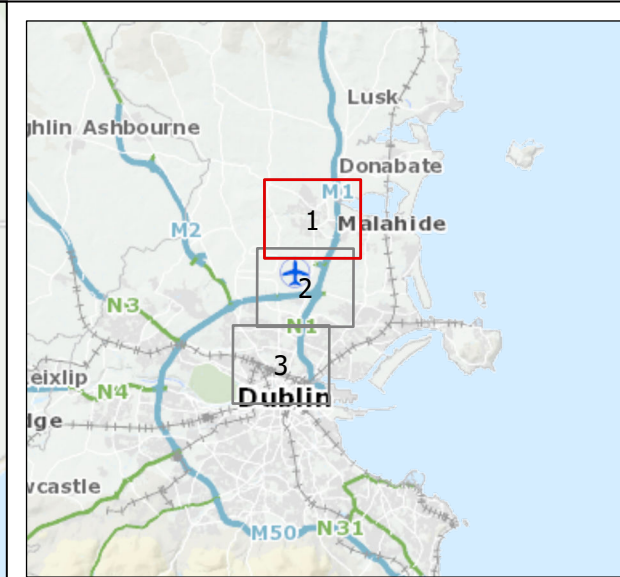 Lusk
ghlin Ashbourne
Donabate
M1
1
Malahide
M2
2
N3
N1
3
eixlip
N4
Dublin
dge
wcastle
M50
N31